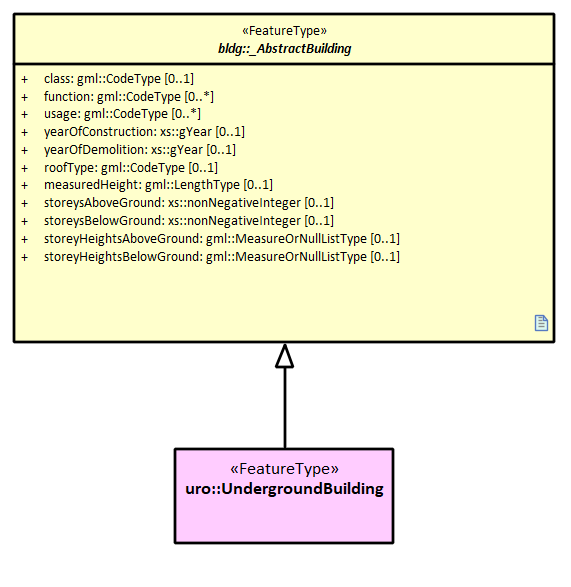 «FeatureType»
bldg::_AbstractBuilding
+ class: gml::CodeType [0..1]
+ function: gml::CodeType [0..*]
+ usage: gml::CodeType [0..*]
+ yearOfConstruction: xs::gYear [0..1]
+ yearOfDemolition: xs::gYear [0..1]
+ roofType: gml::CodeType [0..1]
+ measuredHeight: gml::LengthType [0..1]
+ storeysAboveGround: xs::nonNegativeInteger [0..1]
+ storeysBelowGround: xs::nonNegativeInteger [0..1]
+ storeyHeightsAboveGround: gml::MeasureOrNullListType [0..1]
+ storeyHeightsBelowGround: gml::MeasureOrNullListType [0..1]
«FeatureType»
uro::UndergroundBuilding